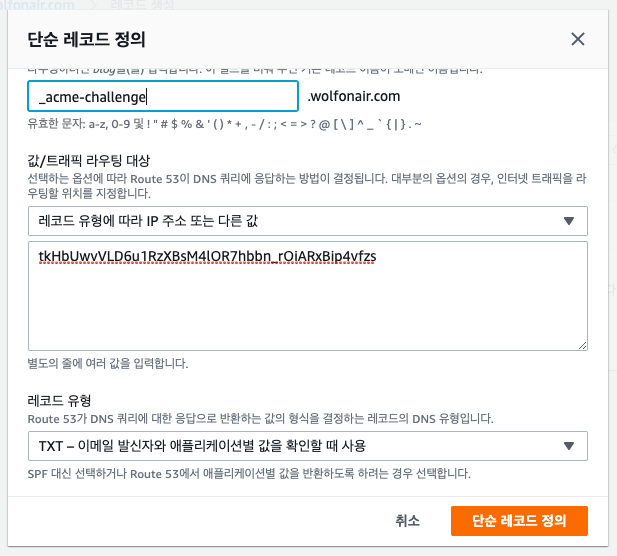 wolfonair.com > 레코드 생성
단순 레코드 정의
_acme-challenge .wolfonair.com
유효한 문자: a-z, 0-9 및 ! " # $ % & ' ( ) * + , - / : ; < = > ? @ [ \ ] ^ _ ` { | } . ~
값/트래픽 라우팅 대상
선택하는 옵션에 따라 Route 53이 DNS 쿼리에 응답하는 방법이 결정됩니다. 대부분의 옵션의 경우, 인터넷 트래픽을 라
우팅할 위치를 지정합니다.
레코드 유형에 따라 IP 주소 또는 다른 값
tkHbUwvVLD6u1RzXBsM4lOR7hbbn_rOiARxBip4vfzs
별도의 줄에 여러 값을 입력합니다.
레코드 유형
Route 53가 DNS 쿼리에 대한 응답으로 반환하는 값의 형식을 결정하는 레코드의 DNS 유형입니다.
TXT – 이메일 발신자와 애플리케이션별 값을 확인할 때 사용
SPF 대신 선택하거나 Route 53에서 애플리케이션별 값을 반환하도록 하려는 경우 선택합니다.
취소
단순 레코드 정의